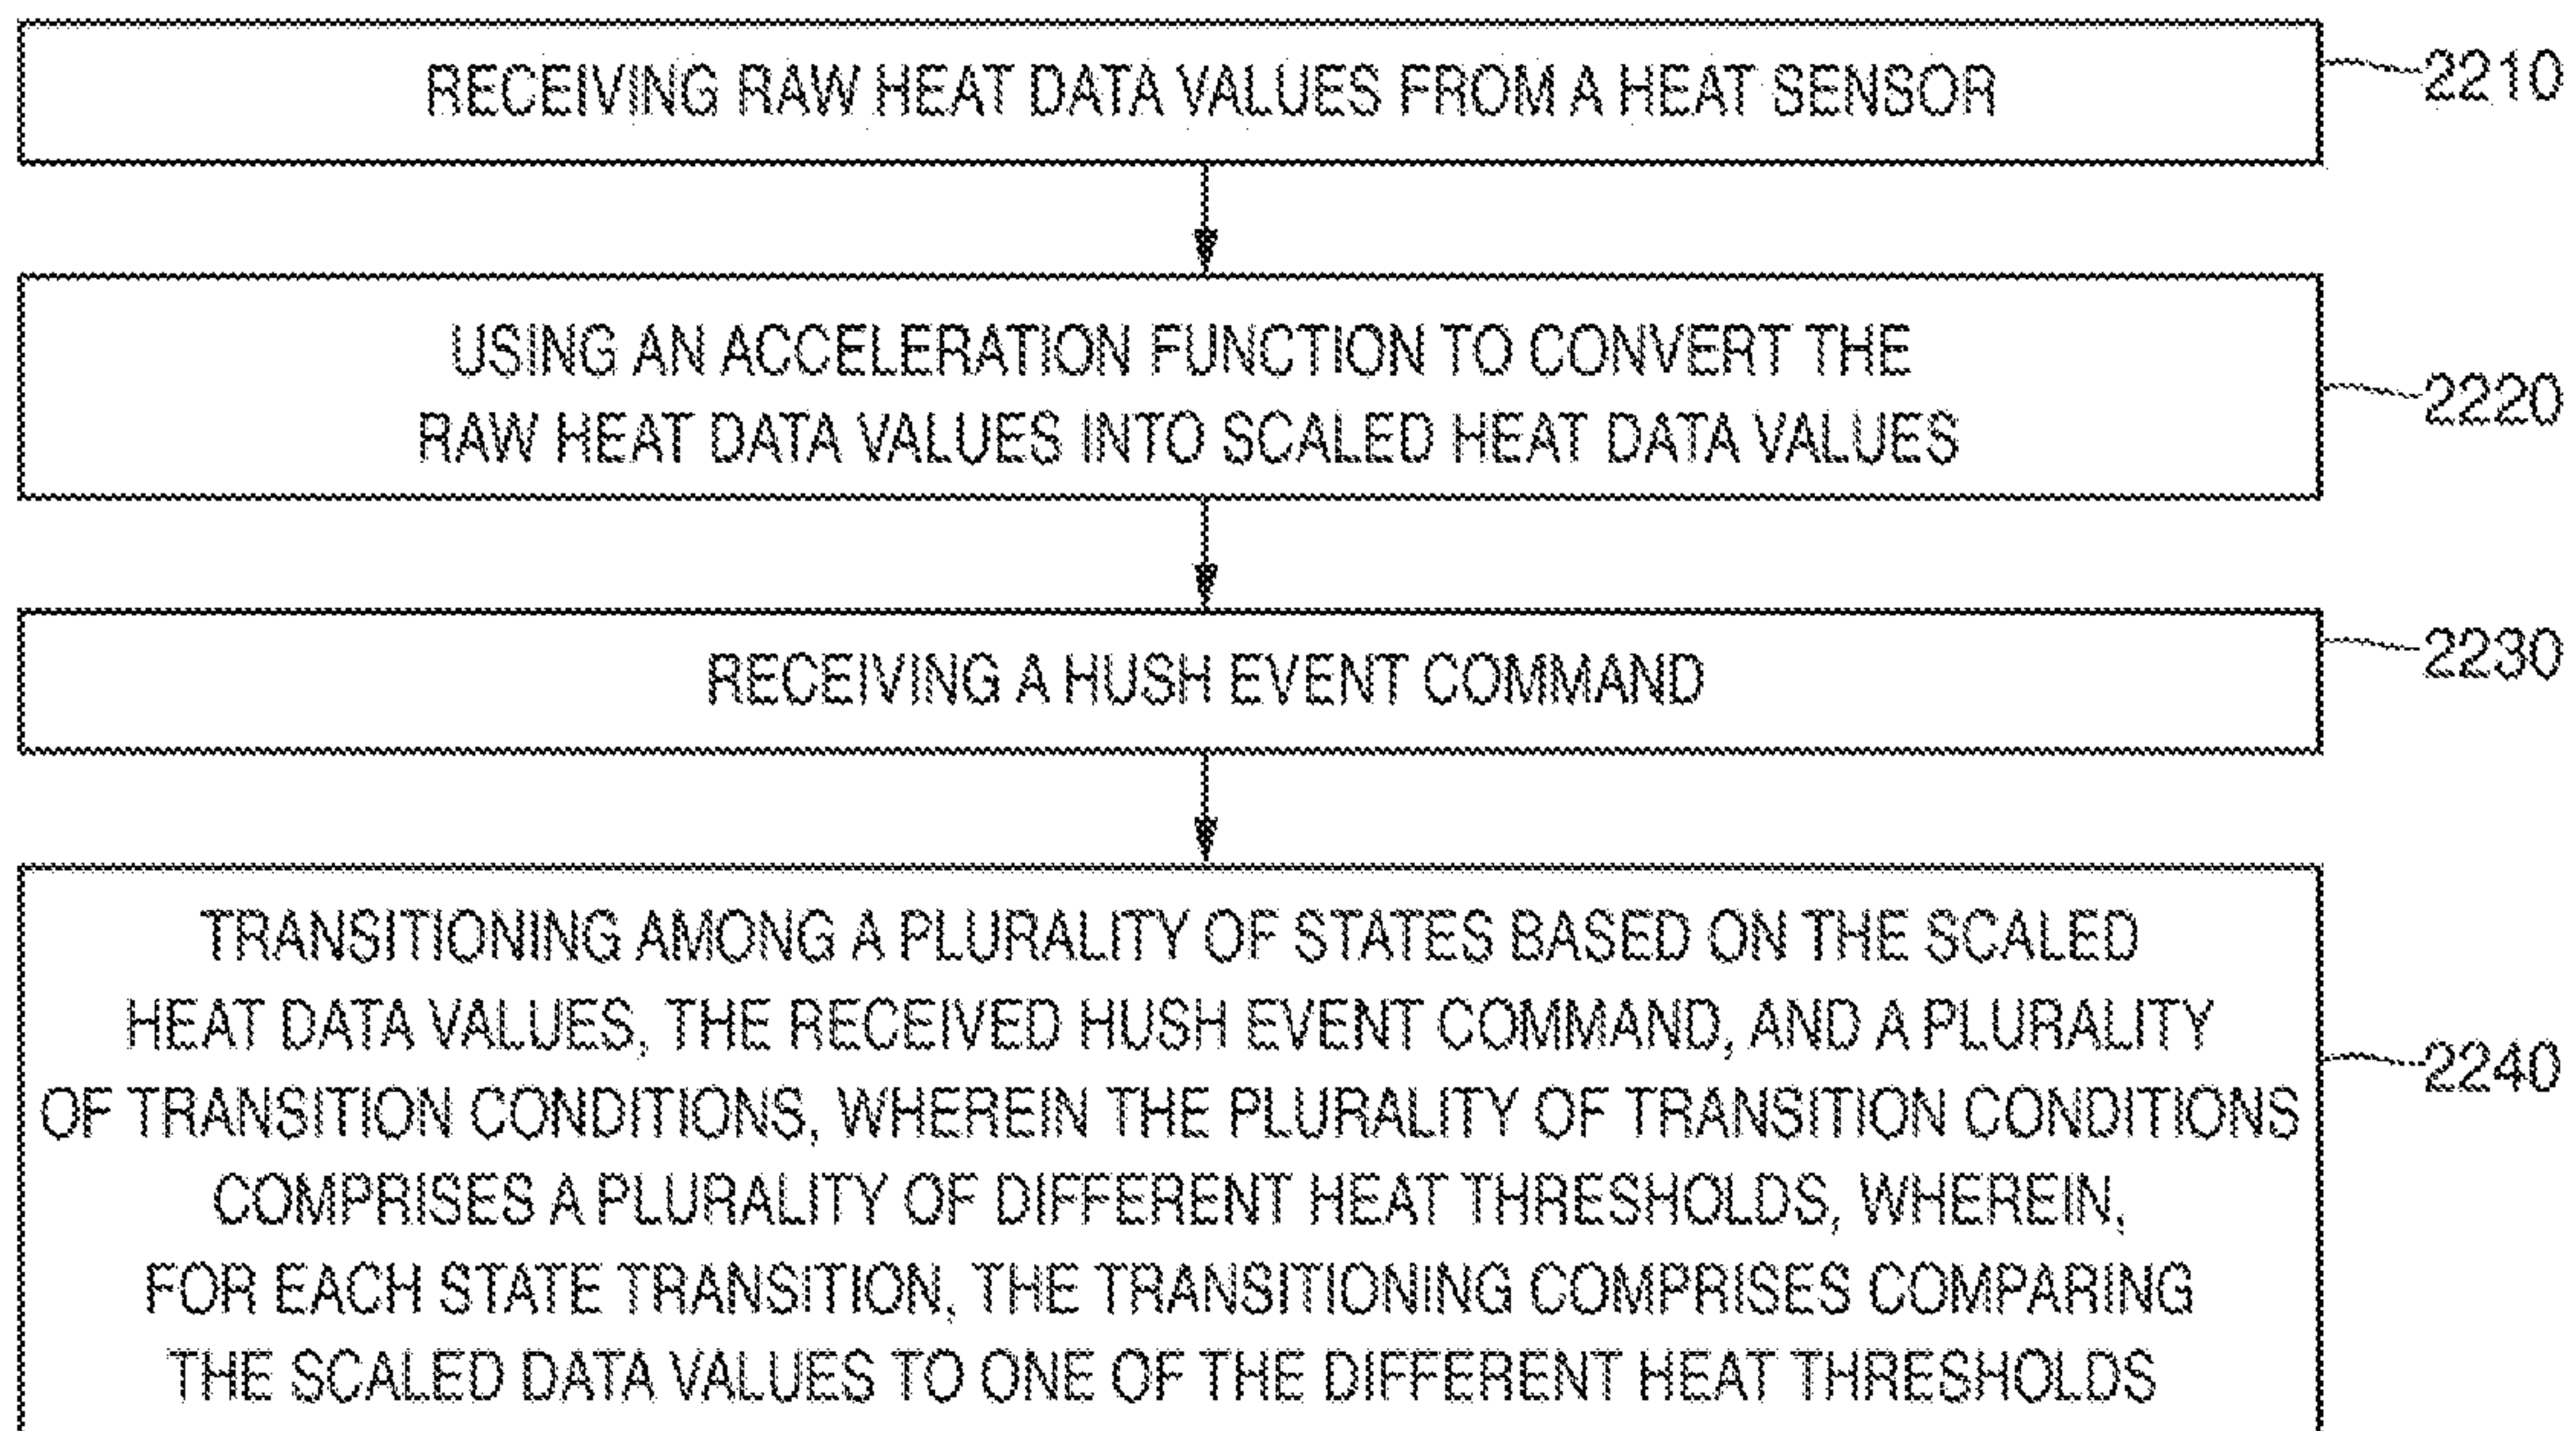 RECEIVING RAW HEAT DATA VALUES FROM A HEAT SENSOR
2210
USING AN ACCELERATION FUNCTION TO CONVERT THE
RAW HEAT DATA VALUES INTO SCALED HEAT DATA VALUES
2220
RECEIVING A HUSH EVENT COMMAND
2230
TRANSITIONING AMONG A PLURALITY OF STATES BASED ON THE SCALED
HEAT DATA VALUES, THE RECEIVED HUSH EVENT COMMAND, AND A PLURALITY
OF TRANSITION CONDITIONS, WHEREIN THE PLURALITY OF TRANSITION CONDITIONS
COMPRISES A PLURALITY OF DIFFERENT HEAT THRESHOLDS, WHEREIN,
FOR EACH STATE TRANSITION, THE TRANSITIONING COMPRISES COMPARING
THE SCALED DATA VALUES TO ONE OF THE DIFFERENT HEAT THRESHOLDS
2240